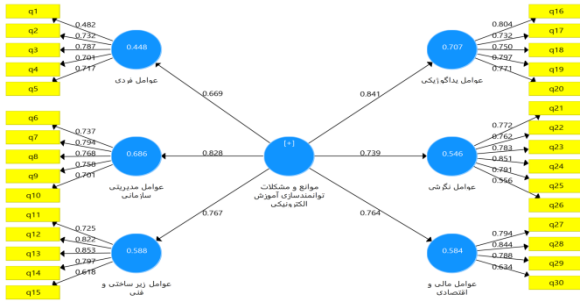 q1
q2
q3
q4
q5
0.482
0.732
0.787
0.701
0.717
0.448
عوامل فردی
0.669
q6
q7
q8
q9
q10
0.737
0.794
0.768
0.758
0.701
0.686
عوامل مدیریتی
سازمانی
0.828
q11
q12
q13
q14
q15
0.725
0.822
0.853
0.797
0.618
0.588
عوامل زیر ساختی و
فنی
0.767
[+]
موانع و مشکلات
توانمندسازی آموزش
الکترونیکی
0.841
0.707
عوامل پداگوژیکی
0.804
0.732
0.750
0.797
0.771
q16
q17
q18
q19
q20
0.739
0.546
عوامل نگرشی
0.772
0.762
0.783
0.851
0.791
0.556
q21
q22
q23
q24
q25
q26
0.764
0.584
عوامل مالی و
اقتصادی
0.794
0.844
0.788
0.634
q27
q28
q29
q30